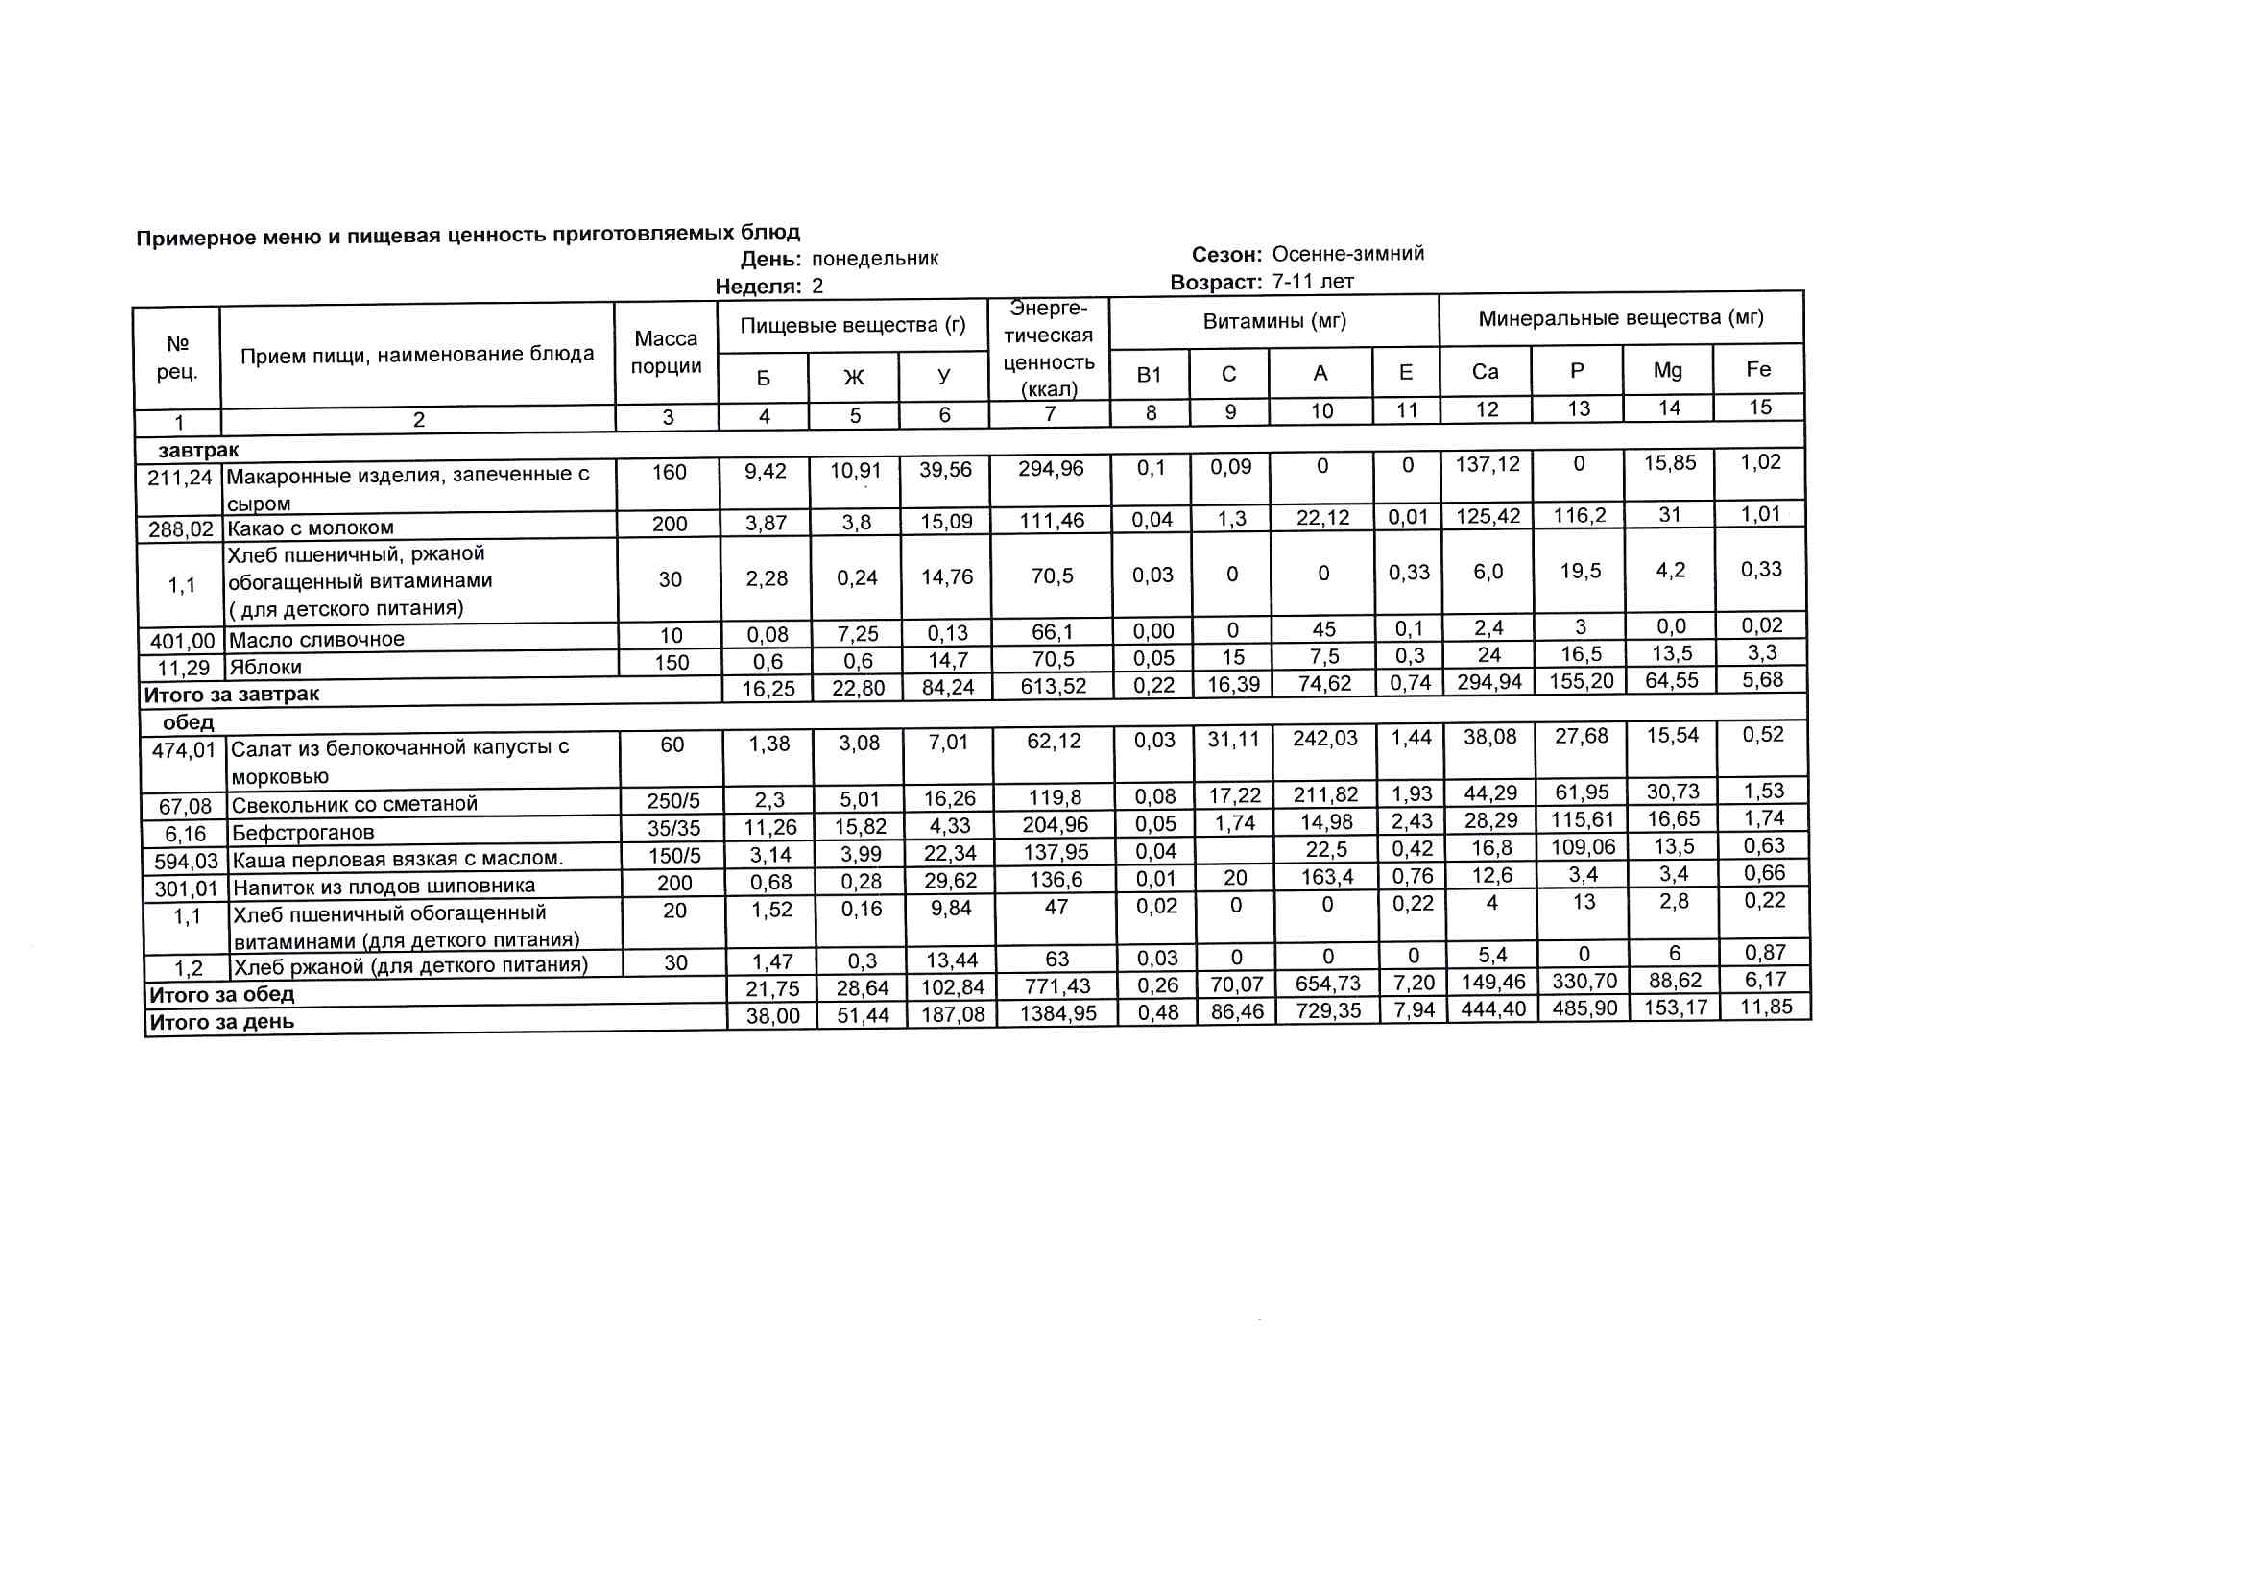 Примерное меню и пищевая ценность приготовляемых блюд
День: понедельник Сезон: Осенне-зимний
Неделя: 2 Возраст: 7-11 лет
№ рец. Прием пищи, наименование блюда Масса порции Пищевые вещества (г) Энерге-тическая ценность (ккал) Витамины (мг) Минеральные вещества (мг)
Б Ж У В1 С А Е Са Р Mg Fe
1 2 3 4 5 6 7 8 9 10 11 12 13 14 15
завтрак
211,24 Макаронные изделия, запеченные с 160 9,42 10,91 39,56 294,96 0,1 0,09 0 0 137,12 0 15,85 1,02
сыром
288,02 Какао с молоком 200 3,87 3,8 15,09 111,46 0,04 1,3 22,12 0,01 125,42 116,2 31 1,01
Хлеб пшеничный, ржаной
1,1 обогащенный витаминами 30 2,28 0,24 14,76 70,5 0,03 0 0 0,33 6,0 19,5 4,2 0,33
( для детского питания)
401,00 Масло сливочное 10 0,08 7,25 0,13 66,1 0,00 0 45 0,1 2,4 3 0,0 0,02
11,29 Яблоки 150 0,6 0,6 14,7 70,5 0,05 15 7,5 0,3 24 16,5 13,5 3,3
Итого за завтрак 16,25 22,80 84,24 613,52 0,22 16,39 74,62 0,74 294,94 155,20 64,55 5,68
обед
474,01 Салат из белокочанной капусты с 60 1,38 3,08 7,01 62,12 0,03 31,11 242,03 1,44 38,08 27,68 15,54 0,52
морковью
67,08 Свекольник со сметаной 250/5 2,3 5,01 16,26 119,8 0,08 17,22 211,82 1,93 44,29 61,95 30,73 1,53
6,16 Бефстроганов 35/35 11,26 15,82 4,33 204,96 0,05 1,74 14,98 2,43 28,29 115,61 16,65 1,74
594,03 Каша перловая вязкая с маслом. 150/5 3,14 3,99 22,34 137,95 0,04 22,5 0,42 16,8 109,06 13,5 0,63
301,01 Напиток из плодов шиповника 200 0,68 0,28 29,62 136,6 0,01 20 163,4 0,76 12,6 3,4 3,4 0,66
1,1 Хлеб пшеничный обогащенный 20 1,52 0,16 9,84 47 0,02 0 0 0,22 4 13 2,8 0,22
витаминами (для деткого питания)
1,2 Хлеб ржаной (для деткого питания) 30 1,47 0,3 13,44 63 0,03 0 0 0 5,4 0 6 0,87
Итого за обед 21,75 28,64 102,84 771,43 0,26 70,07 654,73 7,20 149,46 330,70 88,62 6,17
Итого за день 38,00 51,44 187,08 1384,95 0,48 86,46 729,35 7,94 444,40 485,90 153,17 11,85